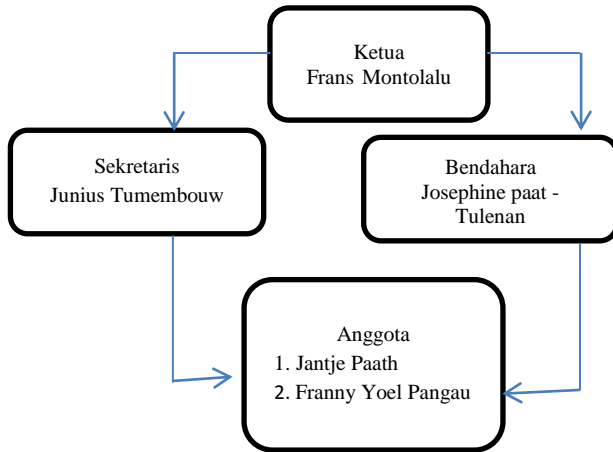 Ketua
Frans Montolalu
Sekretaris
Junius Tumembouw
Bendahara
Josephine paat -
Tulenan
Anggota
1. Jantje Paath
2. Franny Yoel Pangau